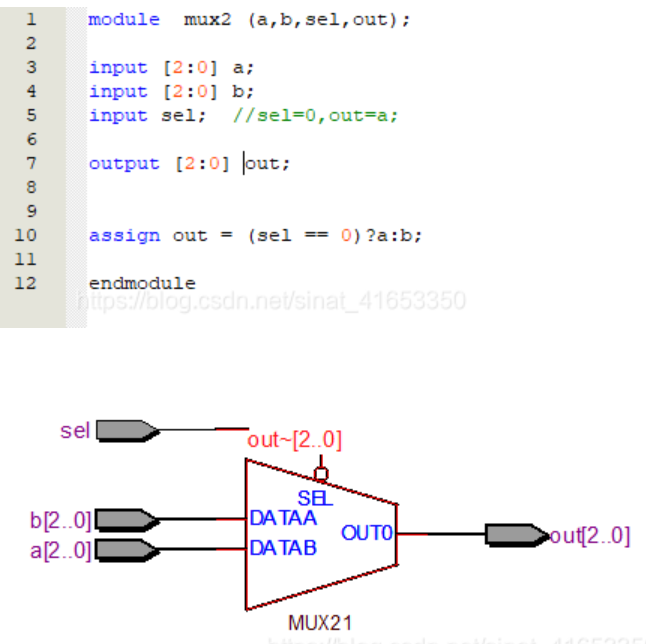 1 module mux2 (a,b,sel,out);
2
3 input [2:0] a;
4 input [2:0] b;
5 input sel; //sel=0,out=a;
6
7 output [2:0] out;
8
9
10 assign out = (sel == 0)?a:b;
11
12 endmodule
https://blog.csdn.net/sinat_41653350
sel
out~[2..0]
SEL
b[2..0] DATAA
OUT0 out[2..0]
a[2..0] DATAB
MUX21
https://blog.csdn.net/sinat_41653350